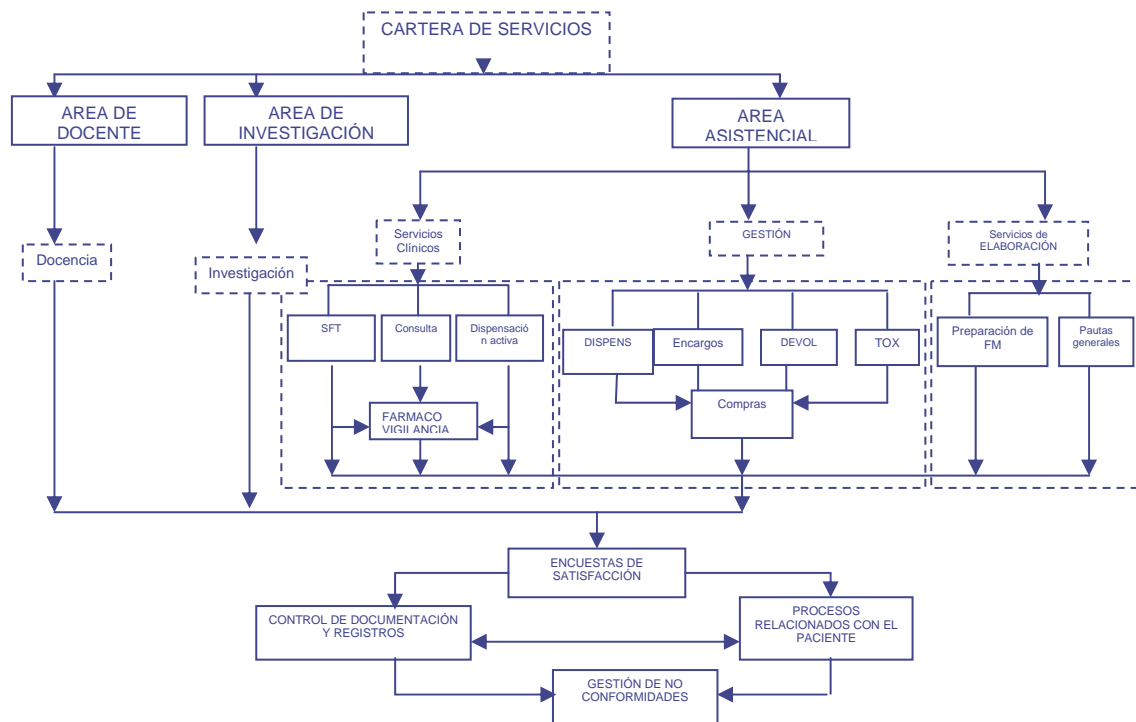 CARTERA DE SERVICIOS
AREA DE
DOCENTE
AREA DE
INVESTIGACIÓN
AREA
ASISTENCIAL
Docencia
Investigación
Servicios
Clínicos
GESTIÓN
Servicios de
ELABORACIÓN
SFT
Consulta
Dispensació
n activa
DISPENS
Encargos
DEVOL
TOX
Preparación de
FM
Pautas
generales
FARMACO
VIGILANCIA
Compras
ENCUESTAS DE
SATISFACCIÓN
CONTROL DE DOCUMENTACIÓN
Y REGISTROS
PROCESOS
RELACIONADOS CON EL
PACIENTE
GESTIÓN DE NO
CONFORMIDADES